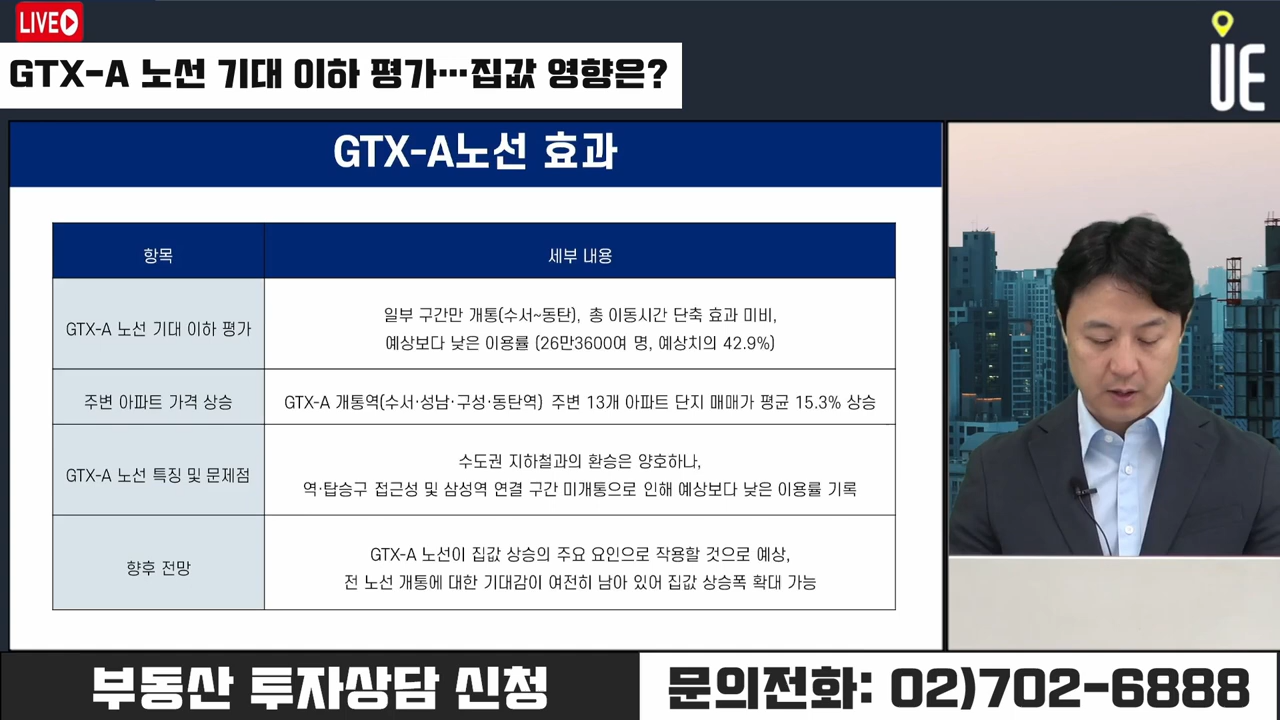 LIVE
GTX-A 노선 기대 이하 평가…집값 영향은?
UE
GTX-A노선 효과
항목
세부 내용
GTX-A 노선 기대 이하 평가
일부 구간만 개통(수서~동탄), 총 이동시간 단축 효과 미비,
예상보다 낮은 이용률 (26만3600여 명, 예상치의 42.9%)
주변 아파트 가격 상승
GTX-A 개통역(수서·성남·구성·동탄역) 주변 13개 아파트 단지 매매가 평균 15.3% 상승
GTX-A 노선 특징 및 문제점
수도권 지하철과의 환승은 양호하나,
역·탑승구 접근성 및 삼성역 연결 구간 미개통으로 인해 예상보다 낮은 이용률 기록
향후 전망
GTX-A 노선이 집값 상승의 주요 요인으로 작용할 것으로 예상,
전 노선 개통에 대한 기대감이 여전히 남아 있어 집값 상승폭 확대 가능
부동산 투자상담 신청
문의전화: 02)702-6888